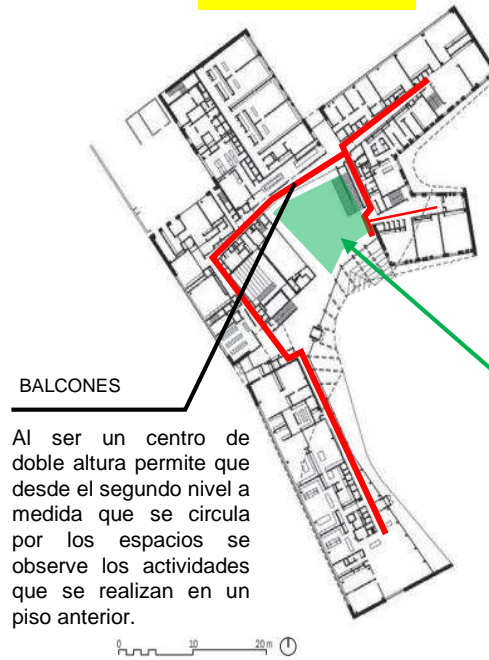 BALCONES
Al ser un centro de
doble altura permite que
desde el segundo nivel a
medida que se circula
por los espacios se
observe los actividades
que se realizan en un
piso anterior.
0 10 20 m